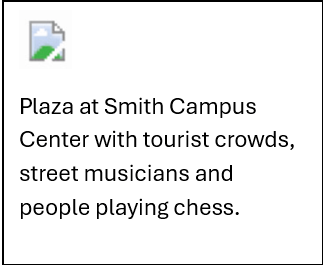 Plaza at Smith Campus
Center with tourist crowds,
street musicians and
people playing chess.